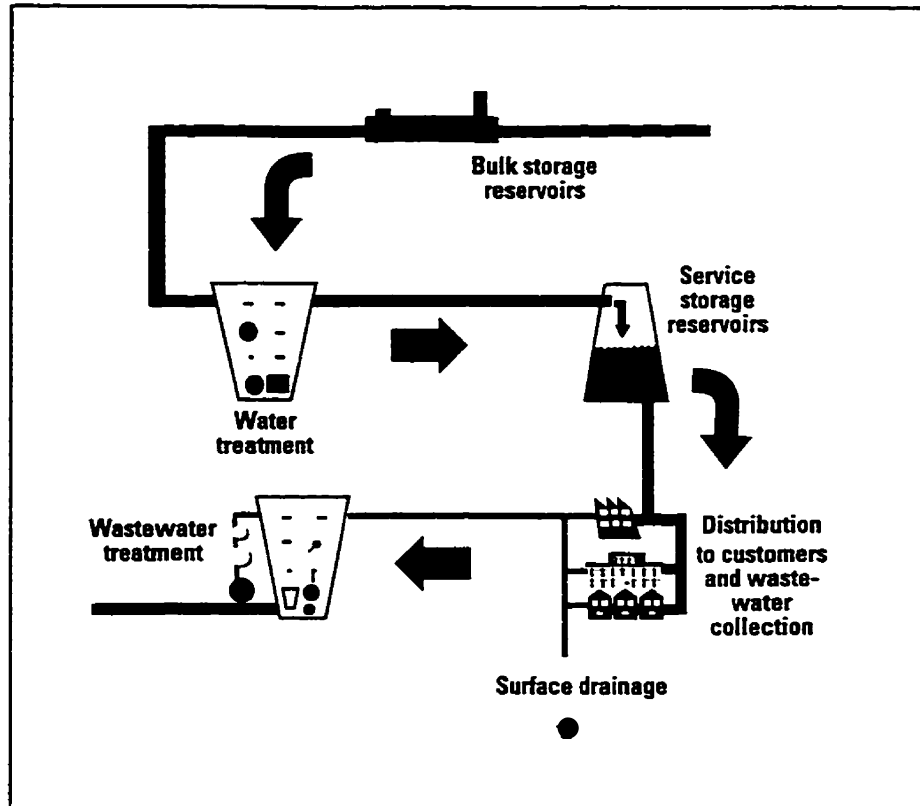 Bulk storage
reservoirs
Service
storage
reservoirs
Water
treatment
Wastewater
treatment
Distribution
to customers
and waste-
water
collection
Surface drainage